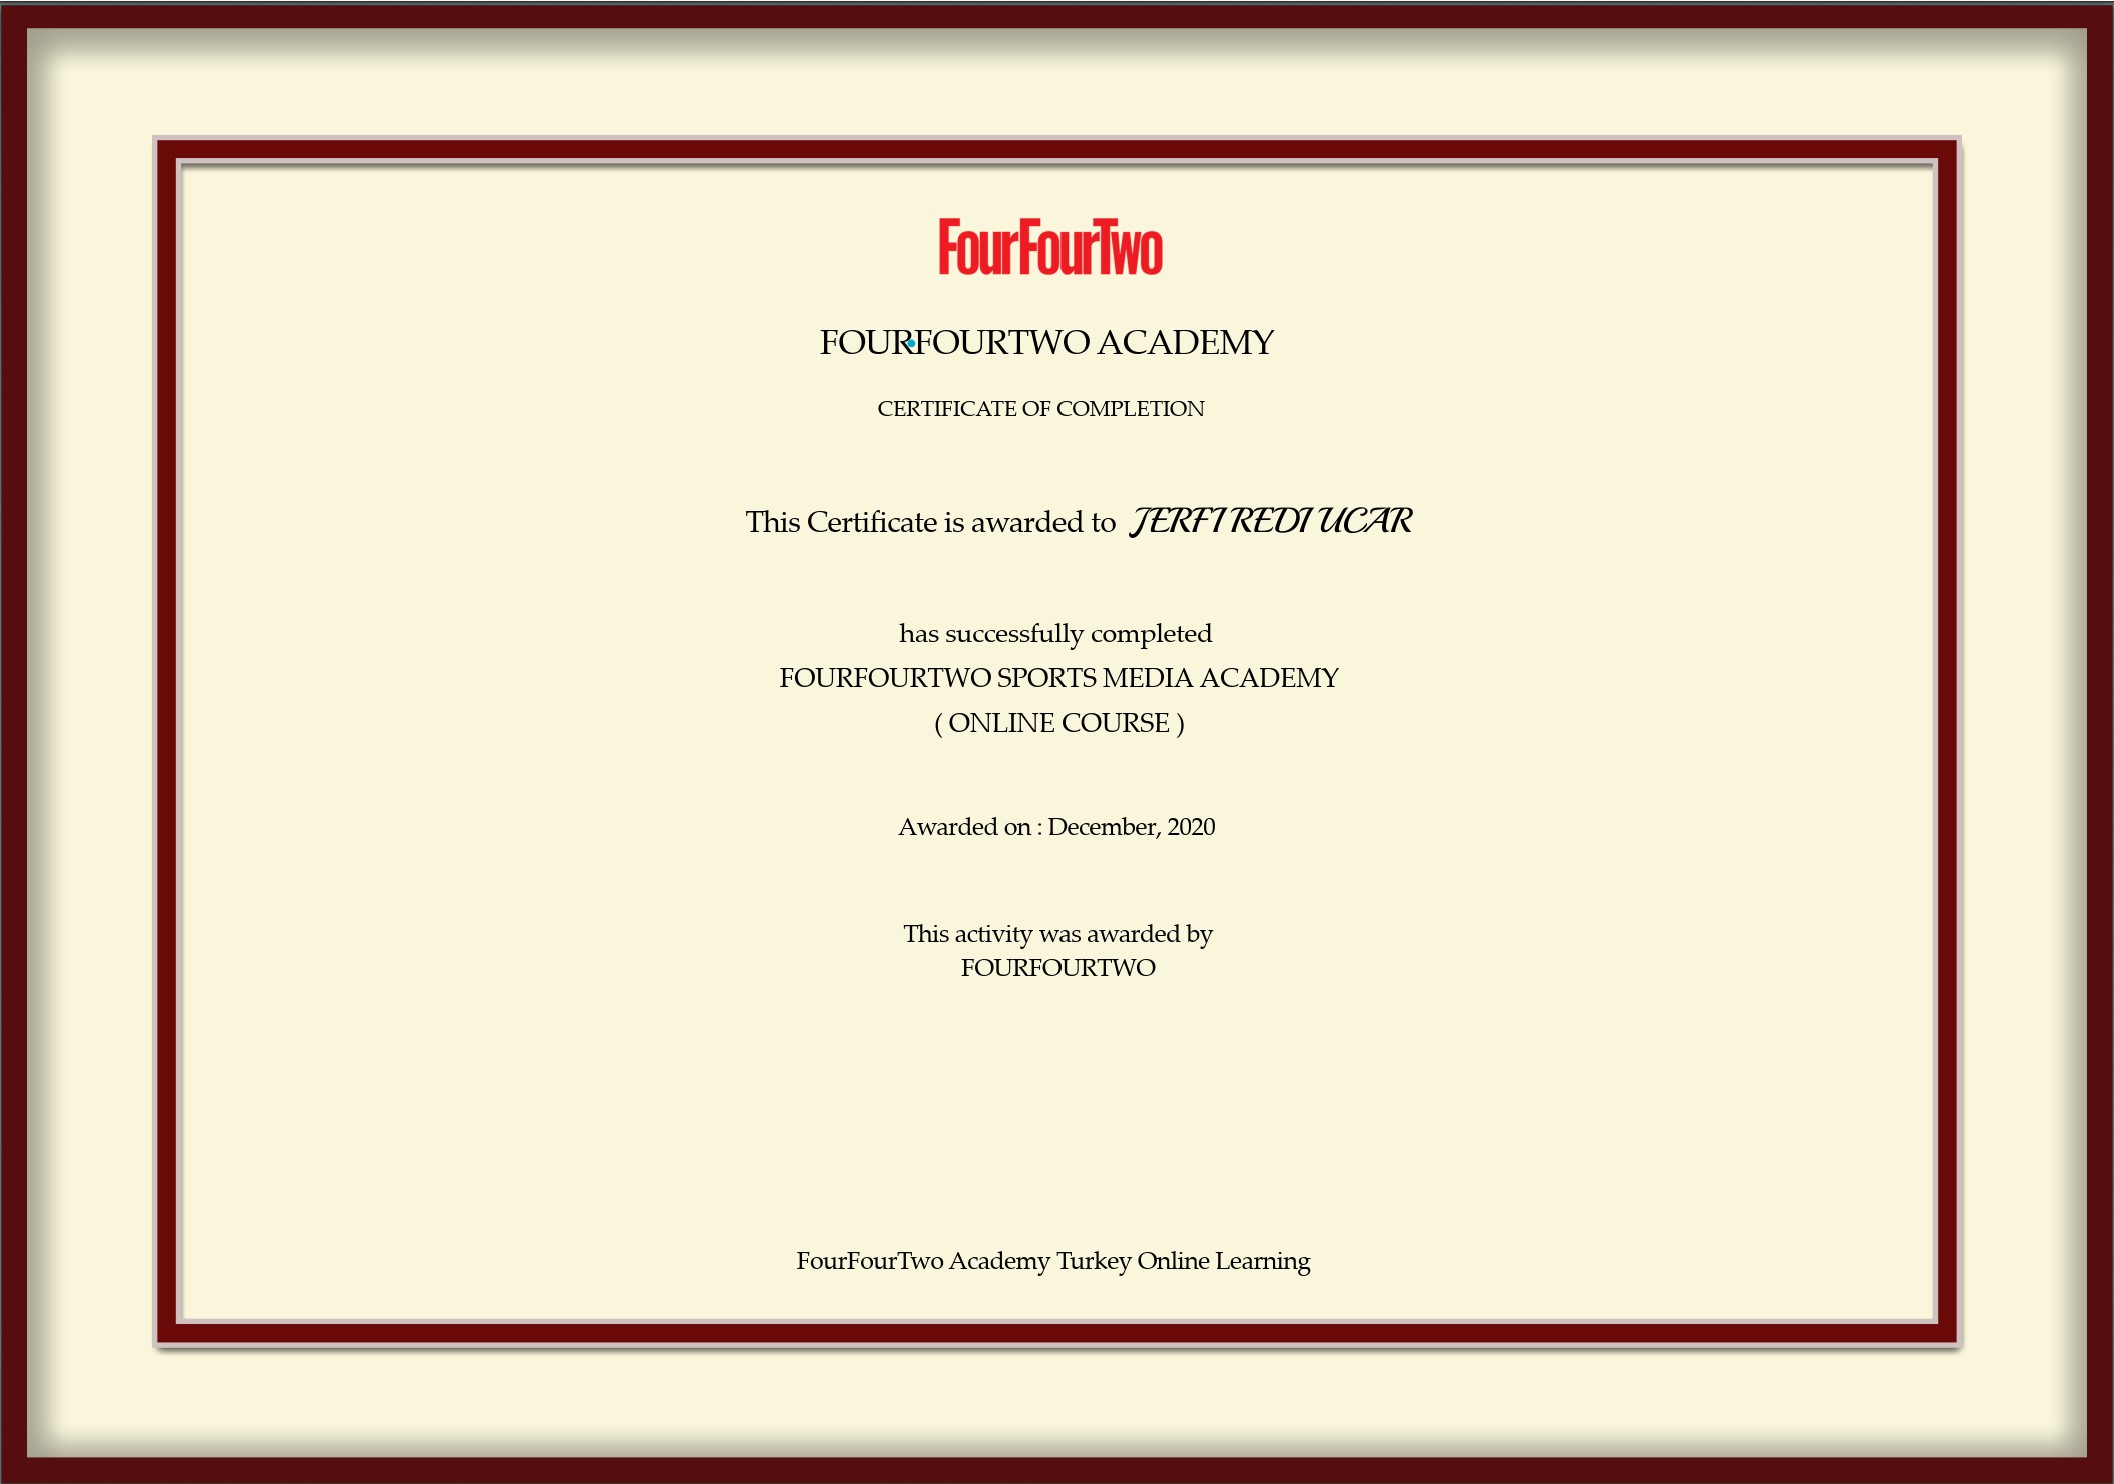 FourFourTwo
FOURFOURTWO ACADEMY
CERTIFICATE OF COMPLETION
This Certificate is awarded to JERFI REDI UCAR
has successfully completed
FOURFOURTWO SPORTS MEDIA ACADEMY
( ONLINE COURSE )
Awarded on : December, 2020
This activity was awarded by
FOURFOURTWO
FourFourTwo Academy Turkey Online Learning